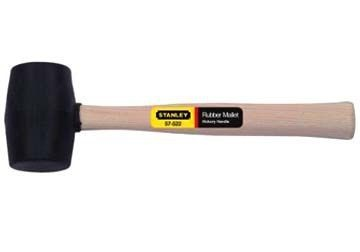 STANLEY
57-522
Rubber Mallet
Hickory Handle